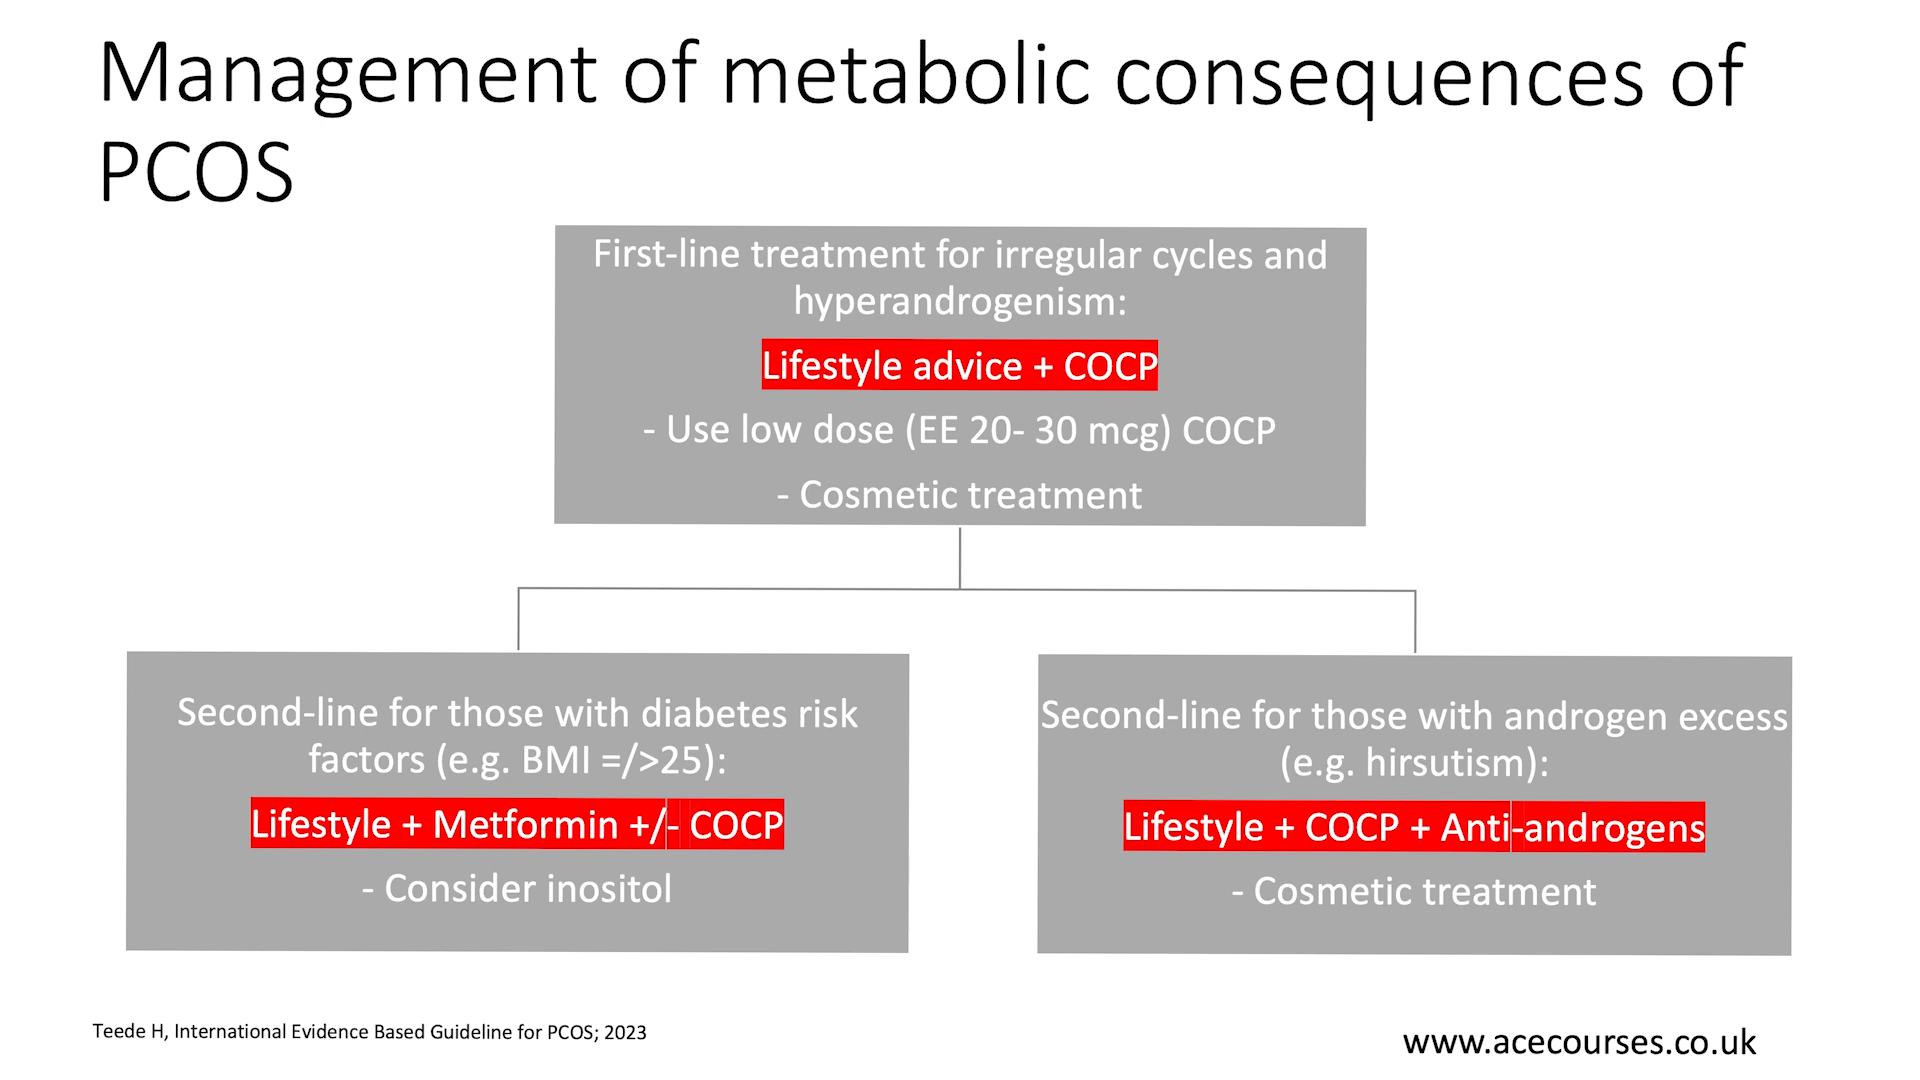 Management of metabolic consequences of
PCOS
First-line treatment for irregular cycles and
hyperandrogenism:
Lifestyle advice + COCP
- Use low dose (EE 20- 30 mcg) COCP
- Cosmetic treatment
Second-line for those with diabetes risk
factors (e.g. BMI =/>25):
Lifestyle + Metformin +/- COCP
- Consider inositol
Second-line for those with androgen excess
(e.g. hirsutism):
Lifestyle + COCP + Anti-androgens
- Cosmetic treatment
Teede H, International Evidence Based Guideline for PCOS; 2023
www.acecourses.co.uk